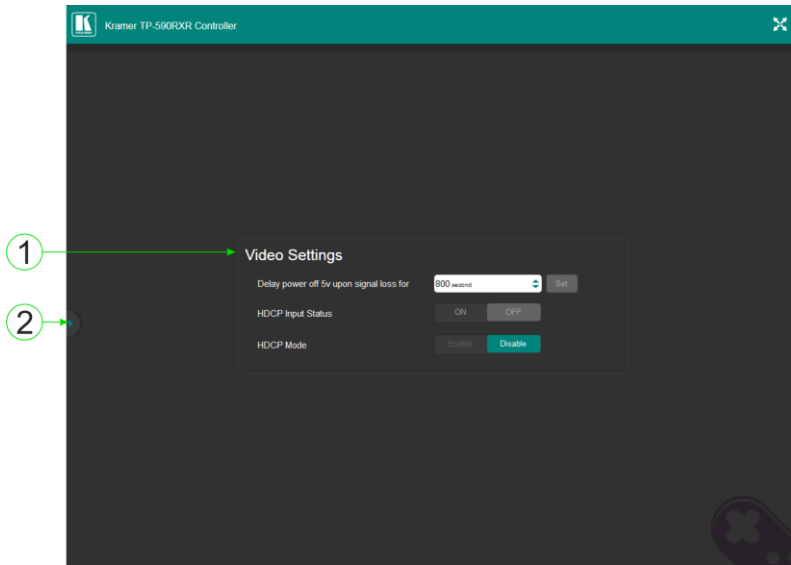 Kramer TP-590RXR Controller
1
Video Settings
Delay power off 5v upon signal loss for 800 second Set
HDCP Input Status ON OFF
2
HDCP Mode Enable Disable